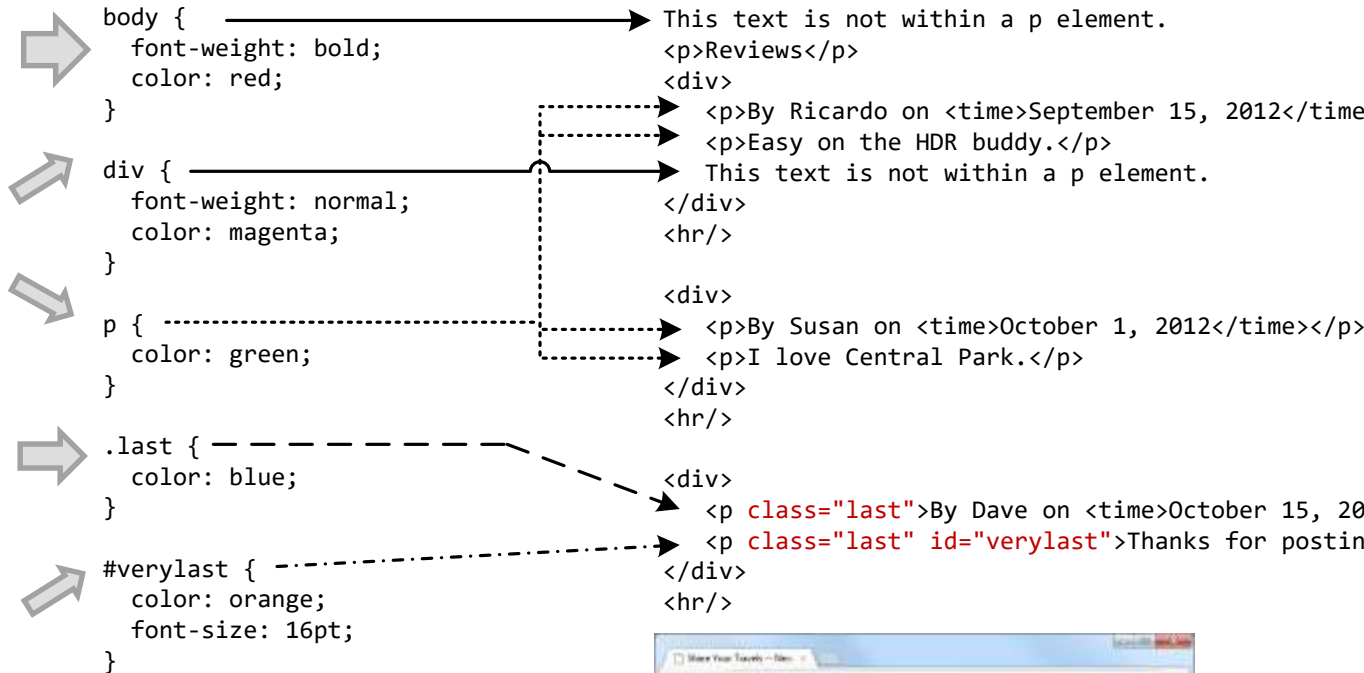 body {
  font-weight: bold;
  color: red;
}
div {
  font-weight: normal;
  color: magenta;
}
p {
  color: green;
}
.last {
  color: blue;
}
#verylast {
  color: orange;
  font-size: 16pt;
}
This text is not within a p element.
<p>Reviews</p>
<div>
  <p>By Ricardo on <time>September 15, 2012</time
  <p>Easy on the HDR buddy.</p>
  This text is not within a p element.
</div>
<hr/>
<div>
  <p>By Susan on <time>October 1, 2012</time></p>
  <p>I love Central Park.</p>
</div>
<hr/>
<div>
  <p class="last">By Dave on <time>October 15, 20
  <p class="last" id="verylast">Thanks for postin
</div>
<hr/>
Share Your Travels -- New